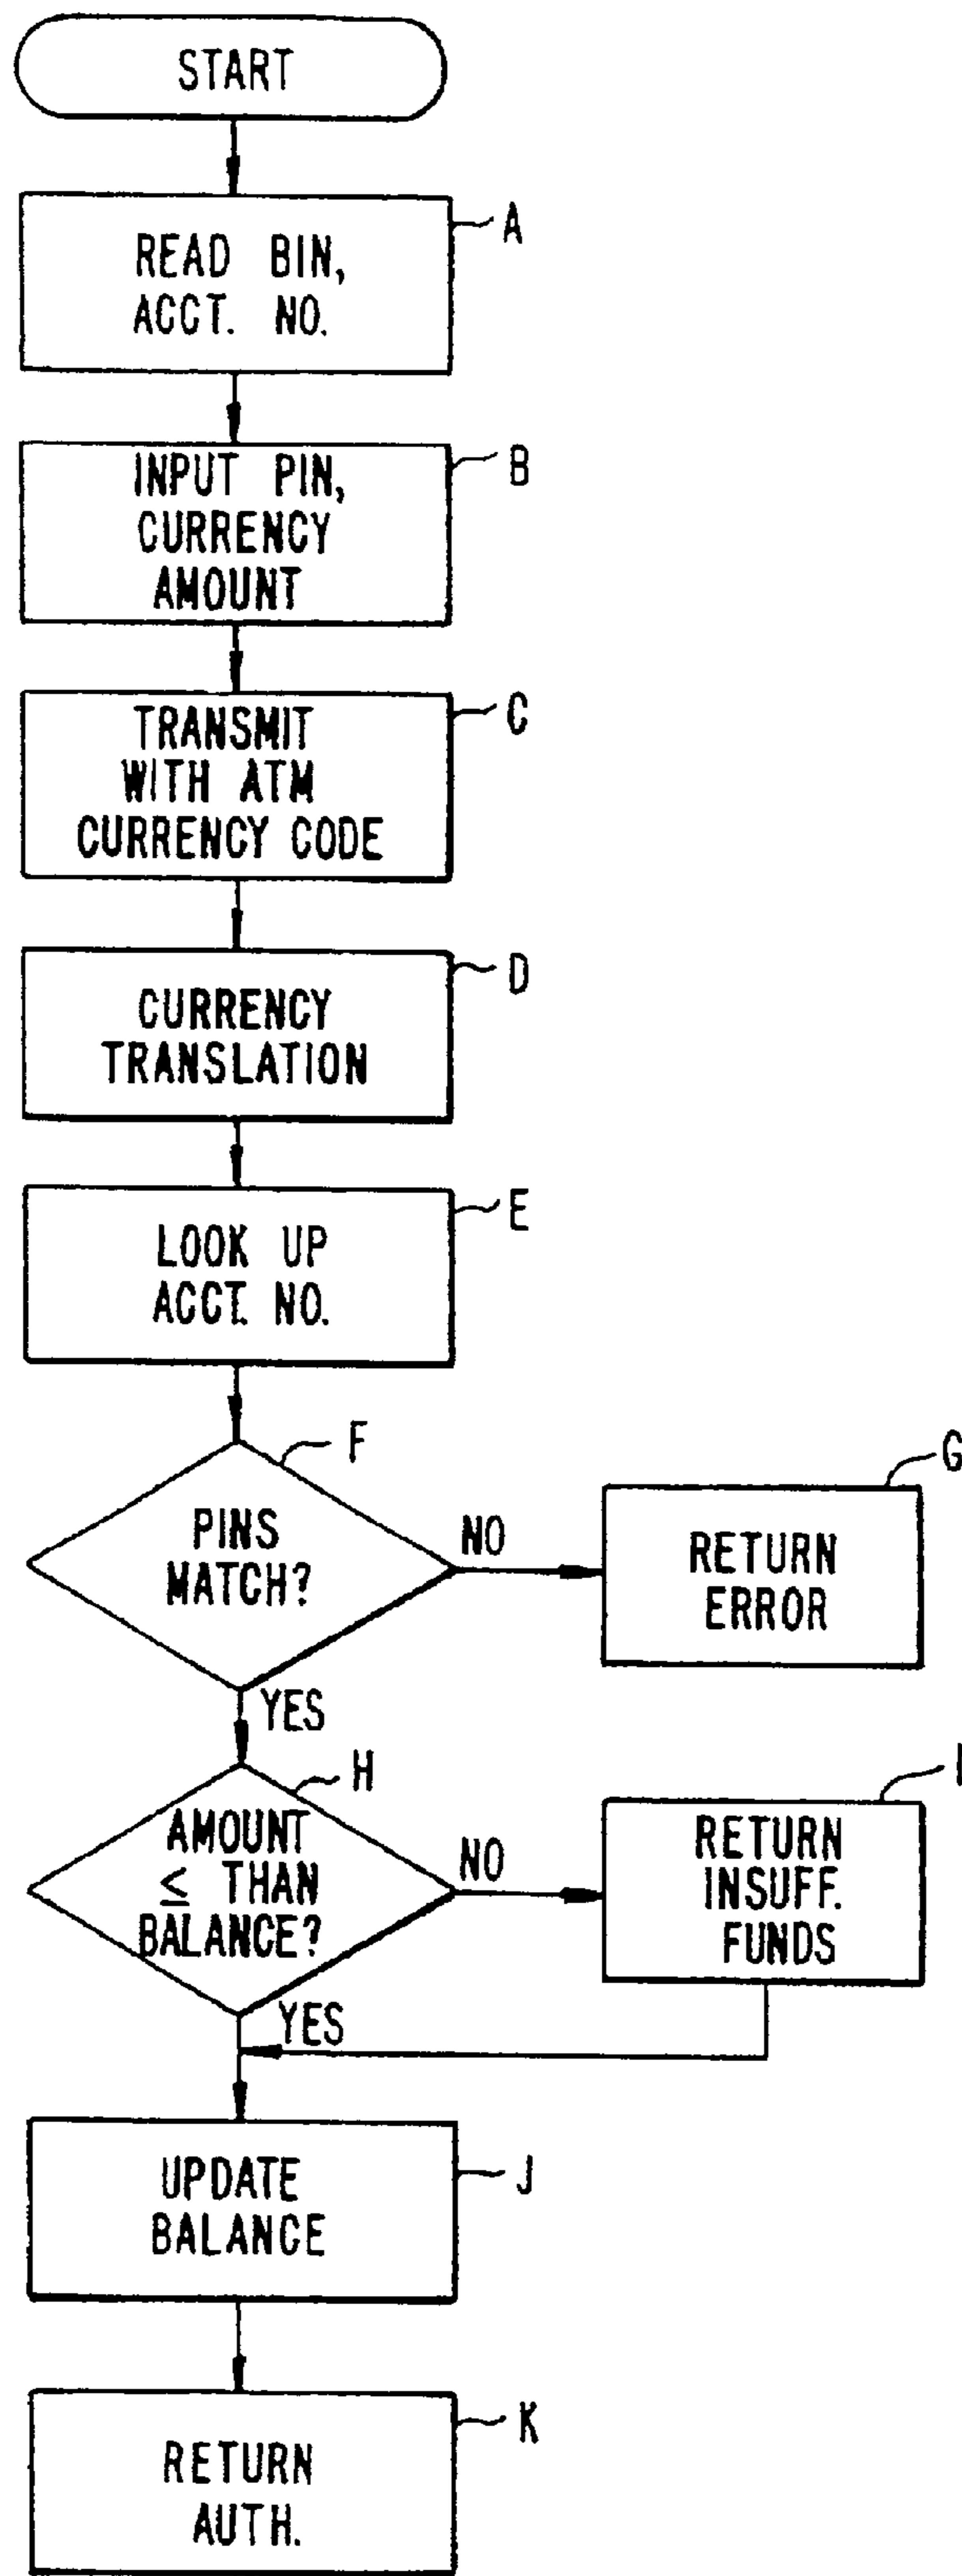 START
A
READ BIN,
ACCT. NO.
B
INPUT PIN,
CURRENCY
AMOUNT
C
TRANSMIT
WITH ATM
CURRENCY CODE
D
CURRENCY
TRANSLATION
E
LOOK UP
ACCT. NO.
F
PINS
MATCH?
NO
G
RETURN
ERROR
YES
H
AMOUNT
≤ THAN
BALANCE?
NO
I
RETURN
INSUFF.
FUNDS
YES
J
UPDATE
BALANCE
K
RETURN
AUTH.